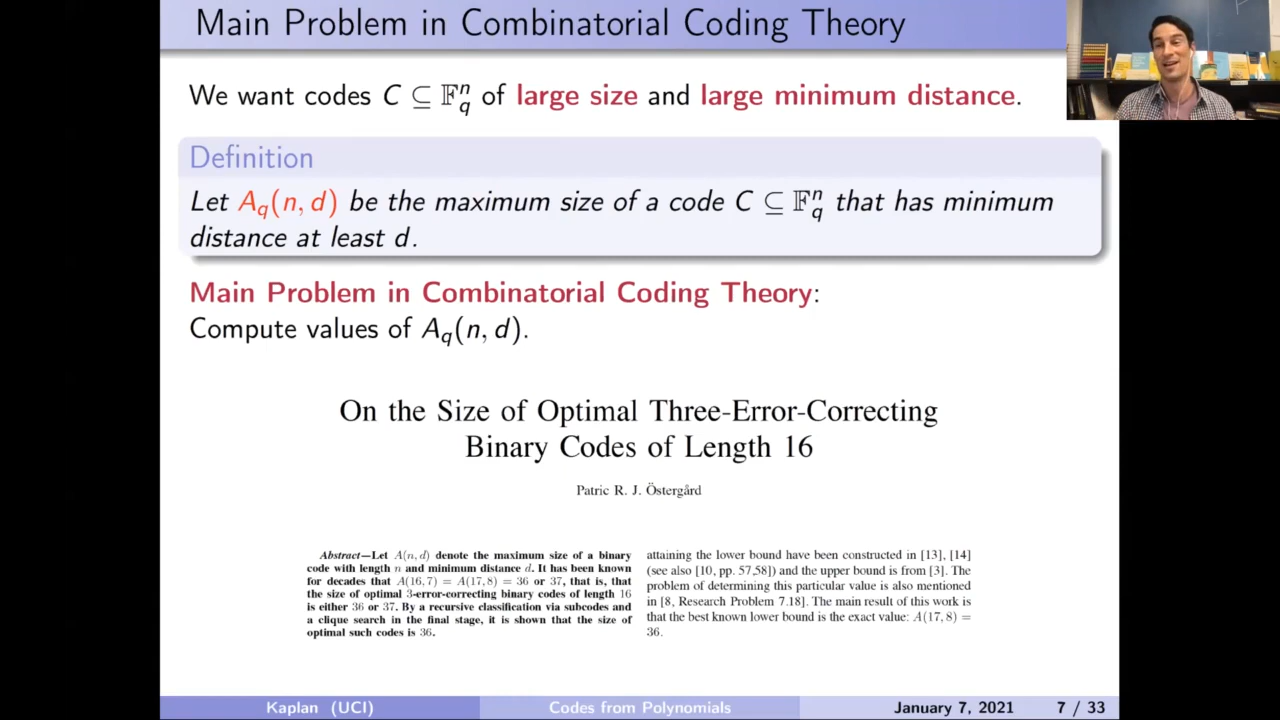 Main Problem in Combinatorial Coding Theory
We want codes C ⊆ 𝔽_q^n of large size and large minimum distance.
Definition
Let A_q(n, d) be the maximum size of a code C ⊆ 𝔽_q^n that has minimum
distance at least d.
Main Problem in Combinatorial Coding Theory:
Compute values of A_q(n, d).
On the Size of Optimal Three-Error-Correcting
Binary Codes of Length 16
Patric R. J. Östergård
Abstract—Let A(n, d) denote the maximum size of a binary
code with length n and minimum distance d. It has been known
for decades that A(16, 7) = A(17, 8) = 36 or 37, that is, that
the size of optimal 3-error-correcting binary codes of length 16
is either 36 or 37. By a recursive classification via subcodes and
a clique search in the final stage, it is shown that the size of
optimal such codes is 36.
attaining the lower bound have been constructed in [13], [14]
(see also [10, pp. 57,58]) and the upper bound is from [3]. The
problem of determining this particular value is also mentioned
in [8, Research Problem 7.18]. The main result of this work is
that the best known lower bound is the exact value: A(17, 8) =
36.
Kaplan (UCI)
Codes from Polynomials
January 7, 2021
7 / 33